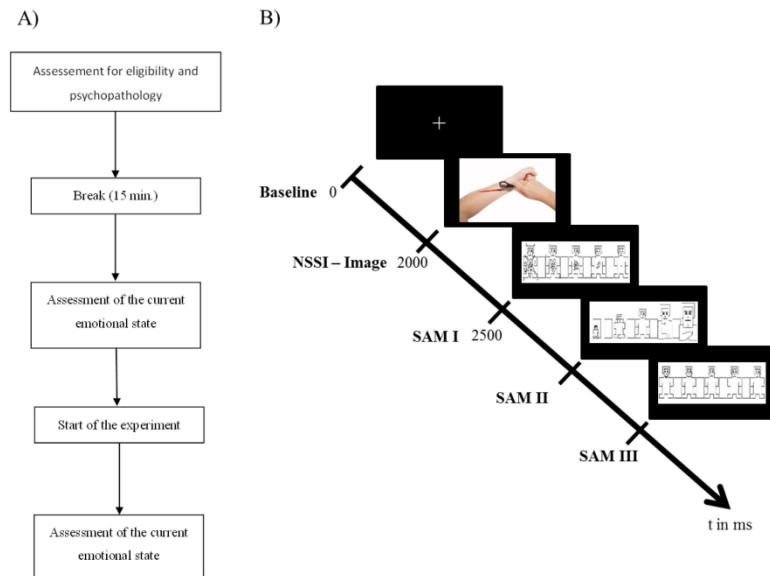 A)
Assessement for eligibility and
psychopathology
Break (15 min.)
Assessment of the current
emotional state
Start of the experiment
Assessment of the current
emotional state
B)
Baseline 0
NSSI – Image 2000
SAM I 2500
SAM II
SAM III
t in ms